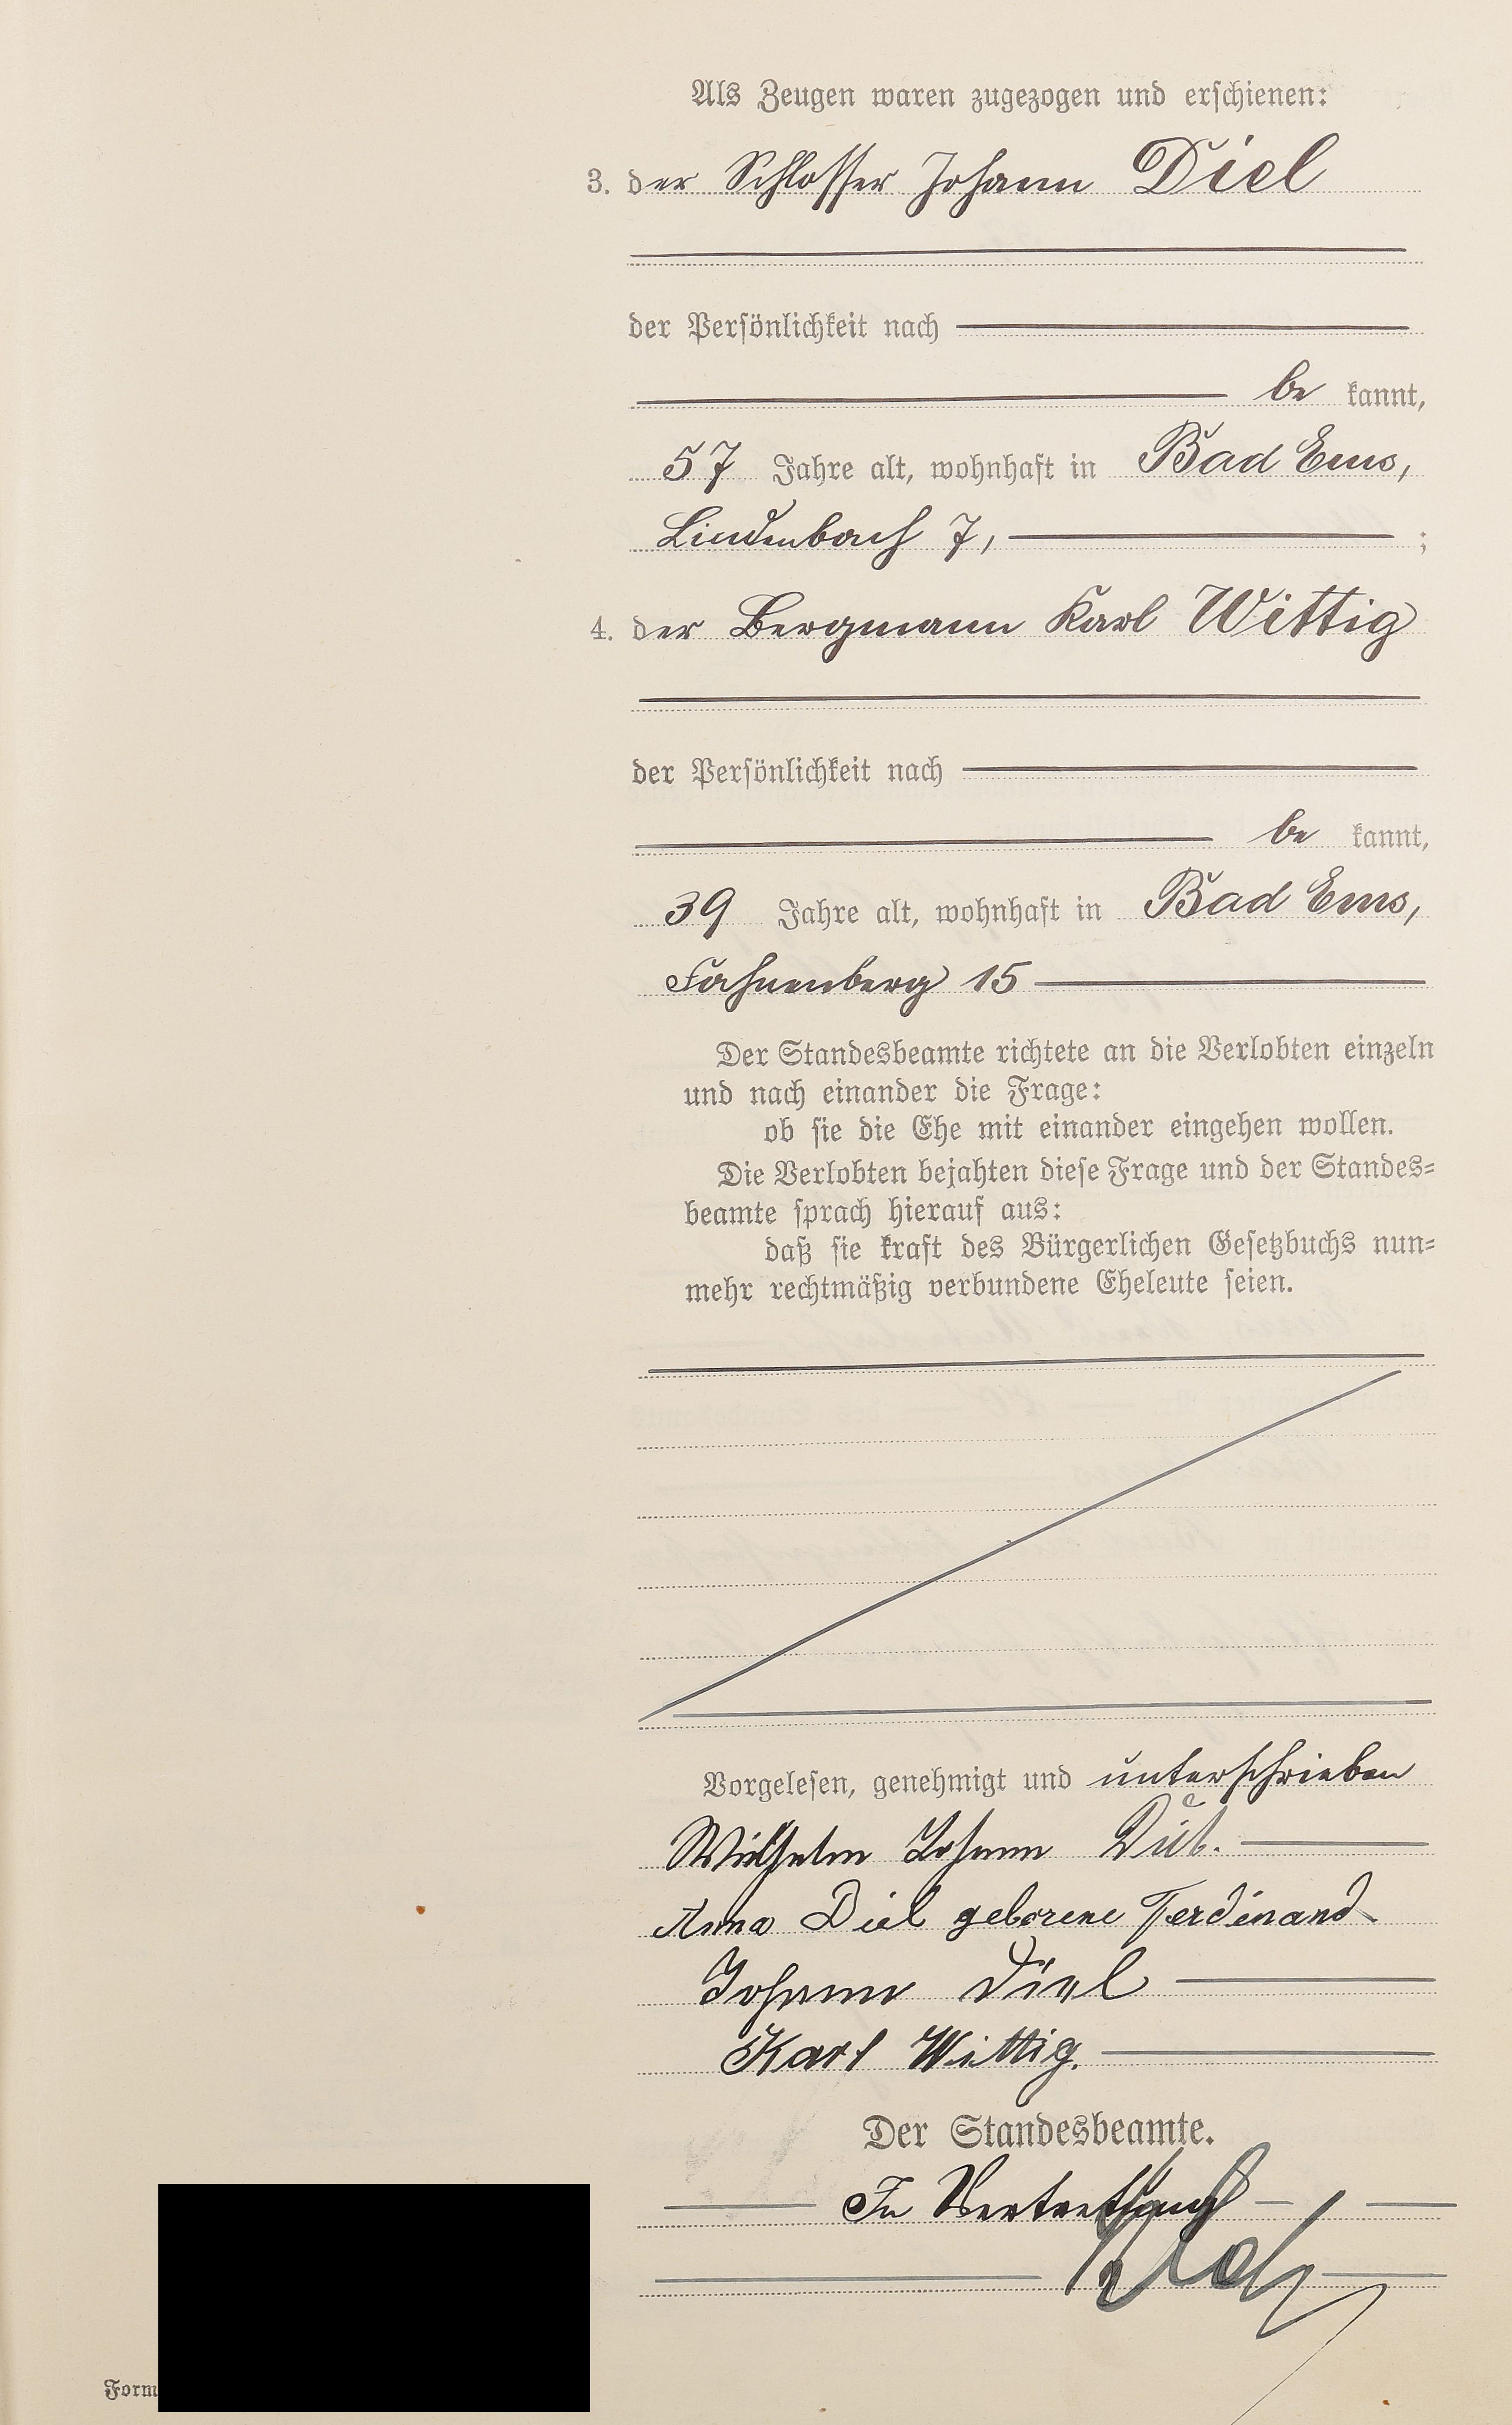 Als Zeugen waren zugezogen und erschienen:
3. der Schlosser Johann Diel
der Persönlichkeit nach
be kannt,
57 Jahre alt, wohnhaft in Bad Ems,
Lindenbach 7, ;
4. der Bergmann Karl Wittig
der Persönlichkeit nach
be kannt,
39 Jahre alt, wohnhaft in Bad Ems,
Fahnenberg 15
Der Standesbeamte richtete an die Verlobten einzeln
und nach einander die Frage:
ob sie die Ehe mit einander eingehen wollen.
Die Verlobten bejahten diese Frage und der Standes=
beamte sprach hierauf aus:
daß sie kraft des Bürgerlichen Gesetzbuchs nun=
mehr rechtmäßig verbundene Eheleute seien.
Vorgelesen, genehmigt und unterschrieben
Wilhelm Johann
Anna Diel geborene Ferdinand
Johann Diel
Karl Wittig.
Der Standesbeamte.
In Vertretung
Form